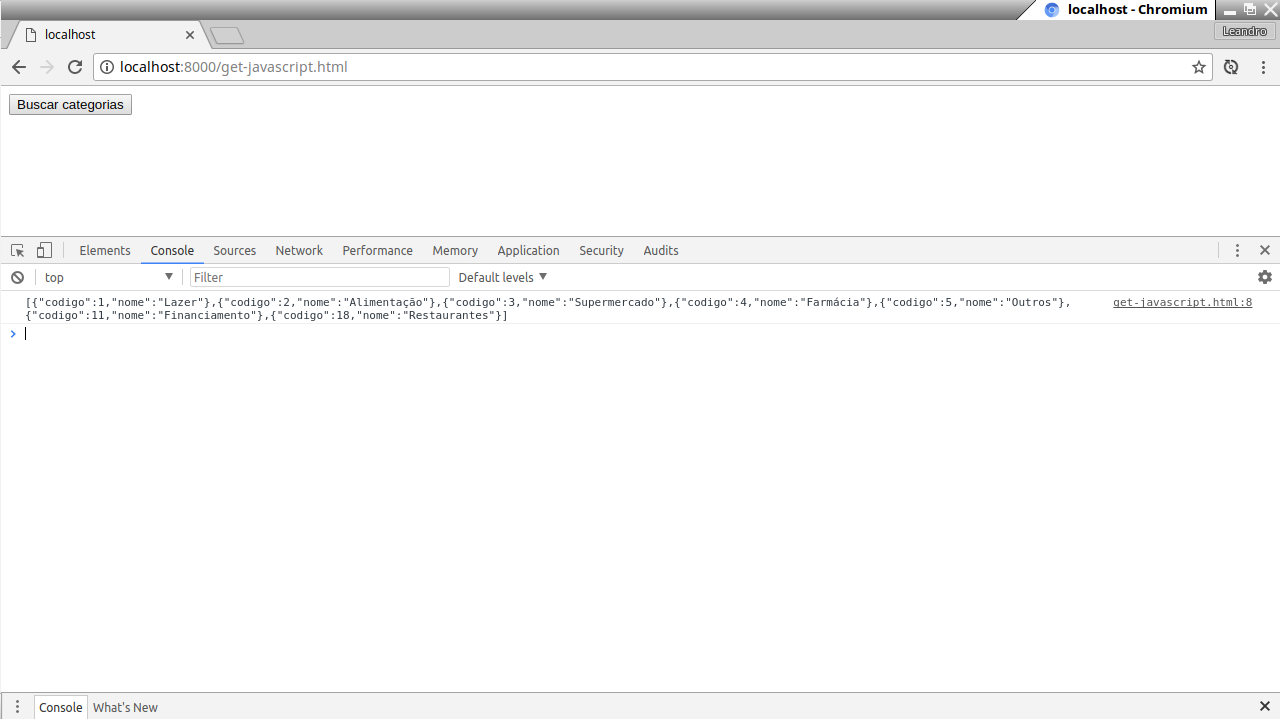 localhost - Chromium
localhost
Leandro
localhost:8000/get-javascript.html
Buscar categorias
Elements Console Sources Network Performance Memory Application Security Audits
top Filter Default levels
[{"codigo":1,"nome":"Lazer"},{"codigo":2,"nome":"Alimentação"},{"codigo":3,"nome":"Supermercado"},{"codigo":4,"nome":"Farmácia"},{"codigo":5,"nome":"Outros"}, get-javascript.html:8
{"codigo":11,"nome":"Financiamento"},{"codigo":18,"nome":"Restaurantes"}]
Console What's New